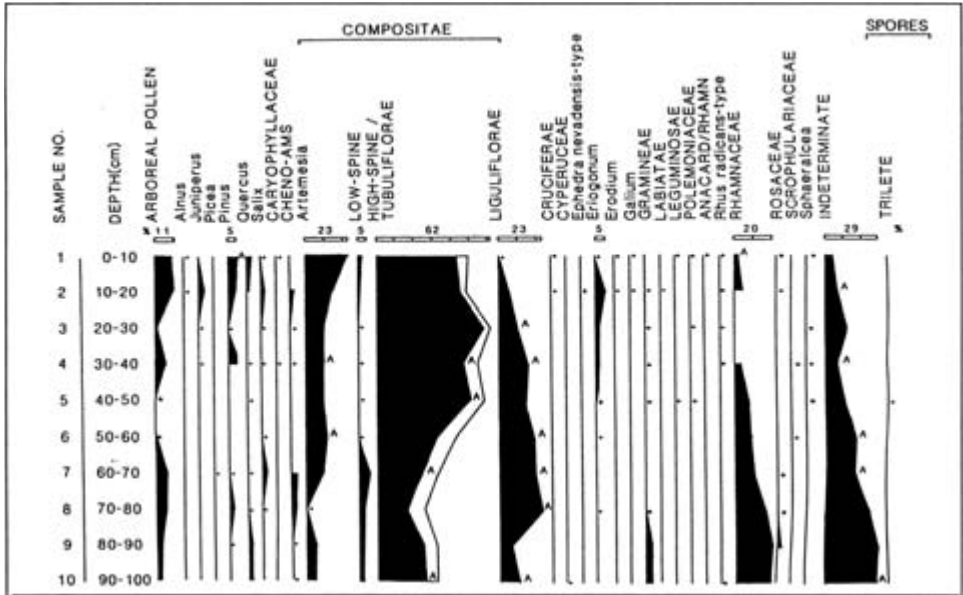 COMPOSITAE
SPORES
SAMPLE NO.
DEPTH(cm)
ARBOREAL POLLEN
Alnus
Juniperus
Picea
Pinus
Quercus
Salix
CARYOPHYLLACEAE
CHENO-AMS
Artemesia
LOW-SPINE
HIGH-SPINE /
TUBULIFLORAE
LIGULIFLORAE
CRUCIFERAE
CYPERUCEAE
Ephedra nevadensis-type
Eriogonum
Erodium
Galium
GRAMINEAE
LABIATAE
LEGUMINOSAE
POLEMONIACEAE
ANACARD/RHAMN
Rhus radicans-type
RHAMNACEAE
ROSACEAE
SCROPHULARIACEAE
Sphaeralcea
INDETERMINATE
TRILETE
% 11 5 23 5 62 23 5 20 29 %
1 0-10 A A
2 10-20 A
3 20-30 A
4 30-40 A A A A
5 40-50 A
6 50-60 A A A
7 60-70 A A A
8 70-80 A
9 80-90
10 90-100 A A A